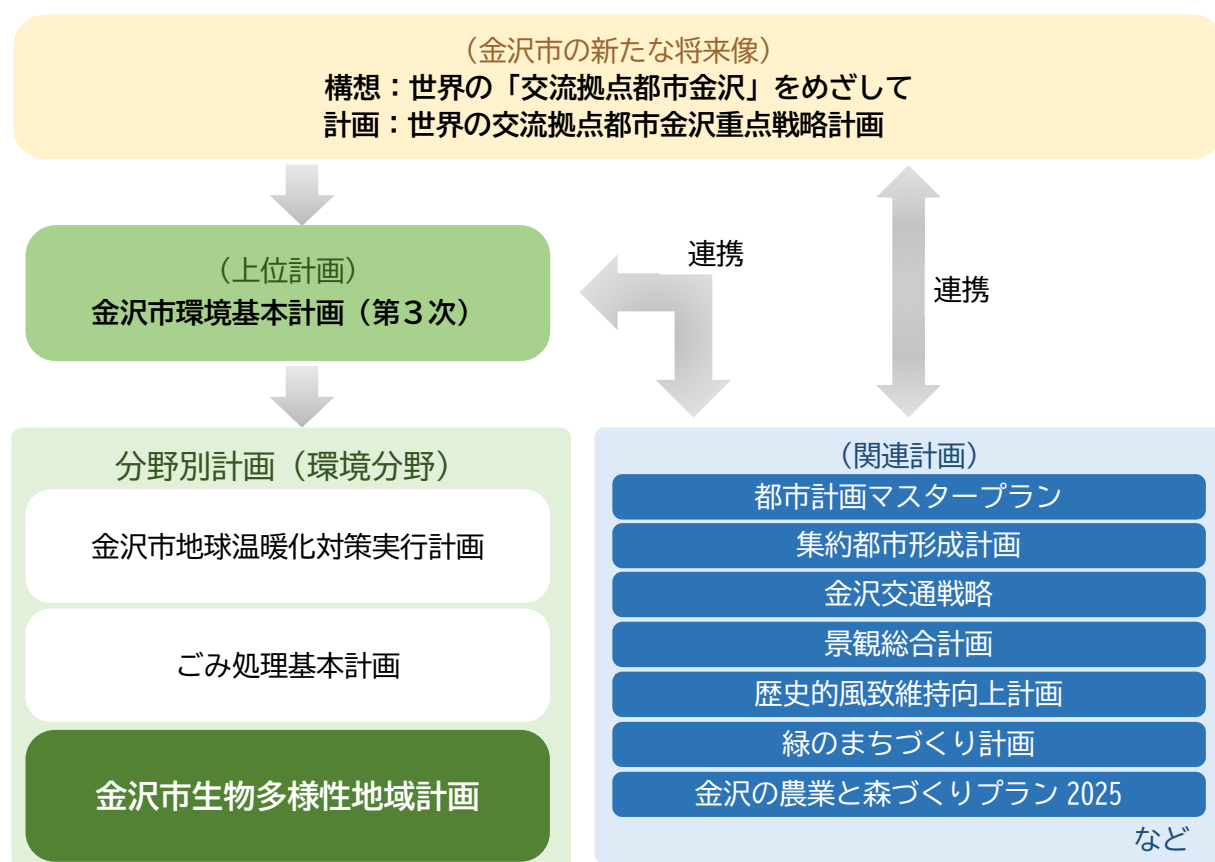 （金沢市の新たな将来像）
構想：世界の「交流拠点都市金沢」をめざして
計画：世界の交流拠点都市金沢重点戦略計画
（上位計画）
金沢市環境基本計画（第３次）
連携
連携
分野別計画（環境分野）
金沢市地球温暖化対策実行計画
ごみ処理基本計画
金沢市生物多様性地域計画
（関連計画）
都市計画マスタープラン
集約都市形成計画
金沢交通戦略
景観総合計画
歴史的風致維持向上計画
緑のまちづくり計画
金沢の農業と森づくりプラン 2025
など